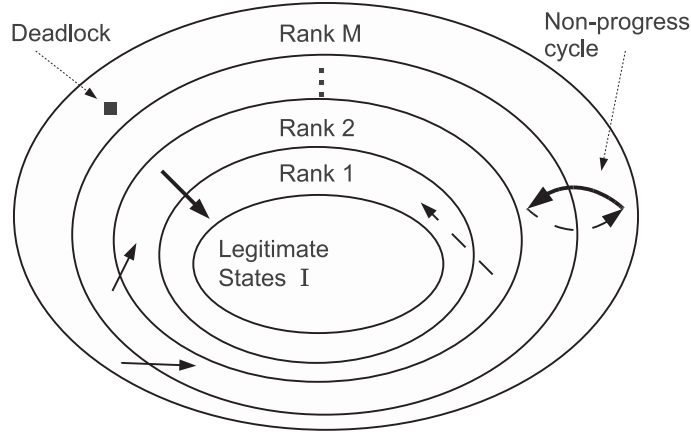 Deadlock
Rank M
Non-progress
cycle
Rank 2
Rank 1
Legitimate
States I